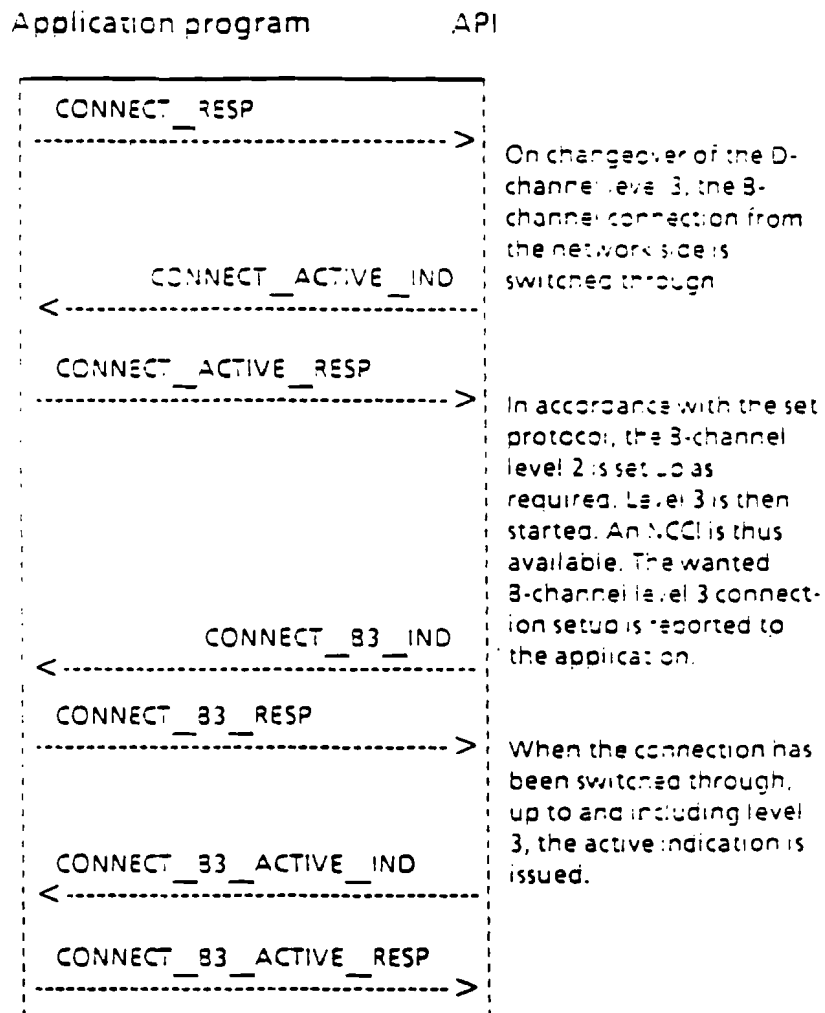 Application program API
CONNECT_RESP
On changeover of the D-
channel level 3, the B-
channel connection from
the network side is
switched through
CONNECT_ACTIVE_IND
CONNECT_ACTIVE_RESP
In accordance with the set
protocol, the B-channel
level 2 is set up as
required. Level 3 is then
started. An NCCI is thus
available. The wanted
B-channel level 3 connect-
ion setup is reported to
the application.
CONNECT_B3_IND
CONNECT_B3_RESP
When the connection has
been switched through,
up to and including level
3, the active indication is
issued.
CONNECT_B3_ACTIVE_IND
CONNECT_B3_ACTIVE_RESP